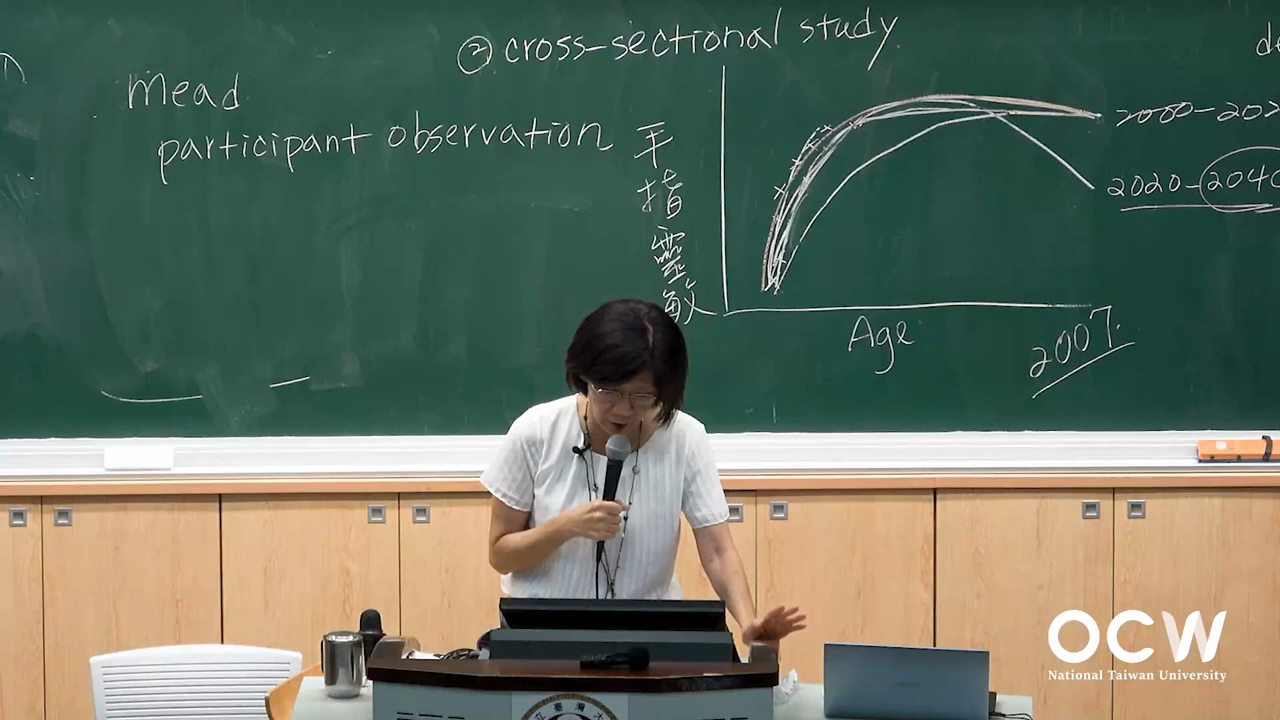 ② cross-sectional study
Mead
participant observation
手指靈敏
2000-202
2020-2040
Age
2007.
OCW
National Taiwan University